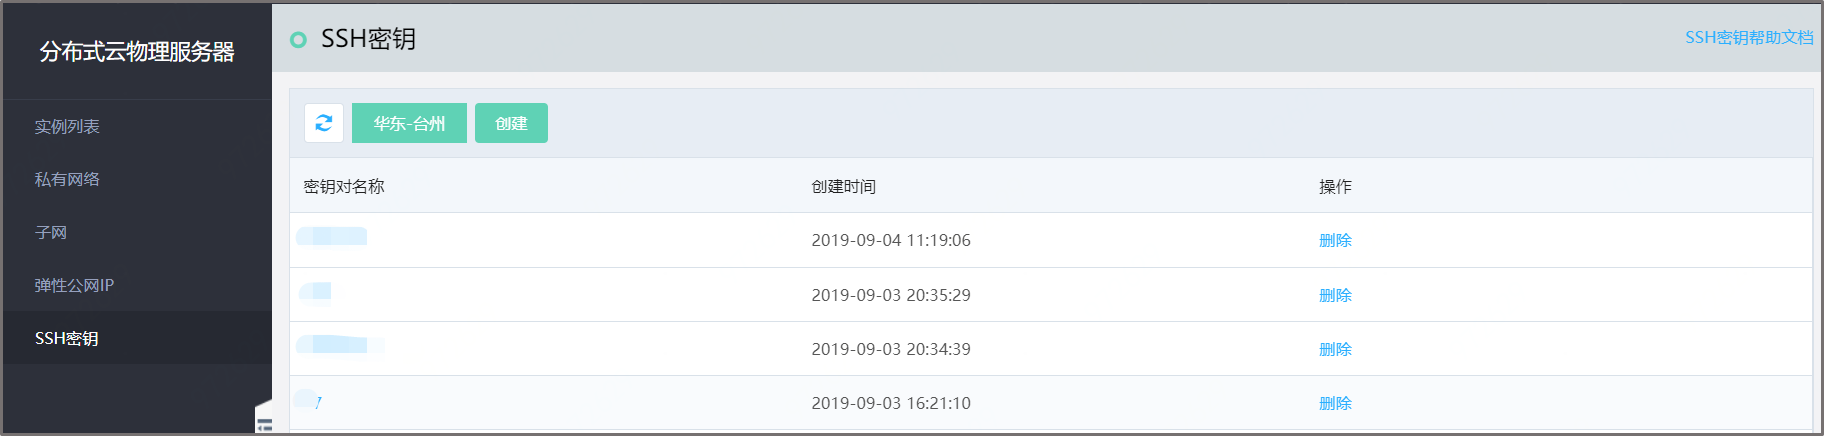 分布式云物理服务器
实例列表
私有网络
子网
弹性公网IP
SSH密钥
SSH密钥
SSH密钥帮助文档
华东-台州 创建
密钥对名称 创建时间 操作
2019-09-04 11:19:06 删除
2019-09-03 20:35:29 删除
2019-09-03 20:34:39 删除
2019-09-03 16:21:10 删除